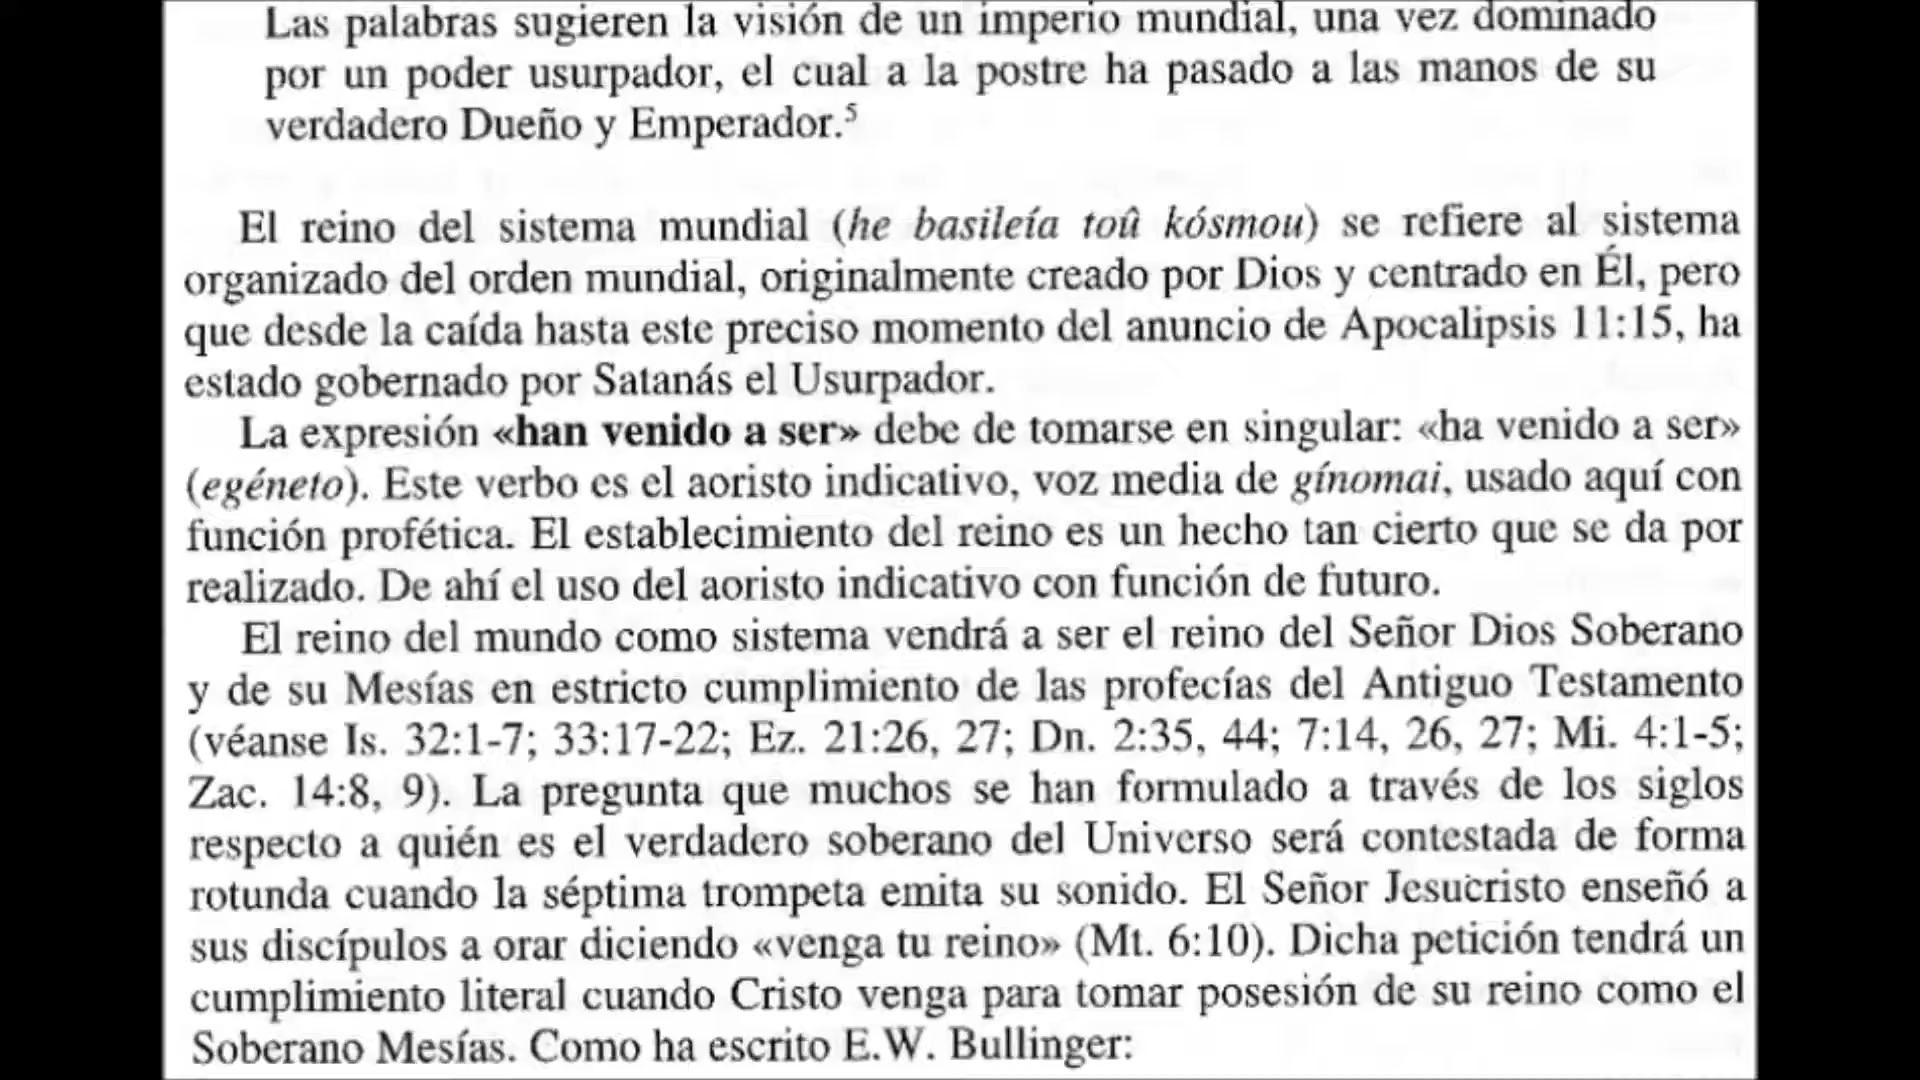 Las palabras sugieren la visión de un imperio mundial, una vez dominado
por un poder usurpador, el cual a la postre ha pasado a las manos de su
verdadero Dueño y Emperador.⁵
El reino del sistema mundial (he basileía toû kósmou) se refiere al sistema
organizado del orden mundial, originalmente creado por Dios y centrado en Él, pero
que desde la caída hasta este preciso momento del anuncio de Apocalipsis 11:15, ha
estado gobernado por Satanás el Usurpador.
La expresión «han venido a ser» debe de tomarse en singular: «ha venido a ser»
(egéneto). Este verbo es el aoristo indicativo, voz media de gínomai, usado aquí con
función profética. El establecimiento del reino es un hecho tan cierto que se da por
realizado. De ahí el uso del aoristo indicativo con función de futuro.
El reino del mundo como sistema vendrá a ser el reino del Señor Dios Soberano
y de su Mesías en estricto cumplimiento de las profecías del Antiguo Testamento
(véanse Is. 32:1-7; 33:17-22; Ez. 21:26, 27; Dn. 2:35, 44; 7:14, 26, 27; Mi. 4:1-5;
Zac. 14:8, 9). La pregunta que muchos se han formulado a través de los siglos
respecto a quién es el verdadero soberano del Universo será contestada de forma
rotunda cuando la séptima trompeta emita su sonido. El Señor Jesucristo enseñó a
sus discípulos a orar diciendo «venga tu reino» (Mt. 6:10). Dicha petición tendrá un
cumplimiento literal cuando Cristo venga para tomar posesión de su reino como el
Soberano Mesías. Como ha escrito E.W. Bullinger: